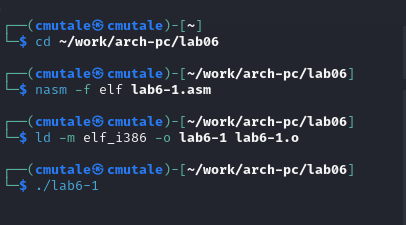 ┌──(cmutale㉿cmutale)-[~]
└─$ cd ~/work/arch-pc/lab06
┌──(cmutale㉿cmutale)-[~/work/arch-pc/lab06]
└─$ nasm -f elf lab6-1.asm
┌──(cmutale㉿cmutale)-[~/work/arch-pc/lab06]
└─$ ld -m elf_i386 -o lab6-1 lab6-1.o
┌──(cmutale㉿cmutale)-[~/work/arch-pc/lab06]
└─$ ./lab6-1